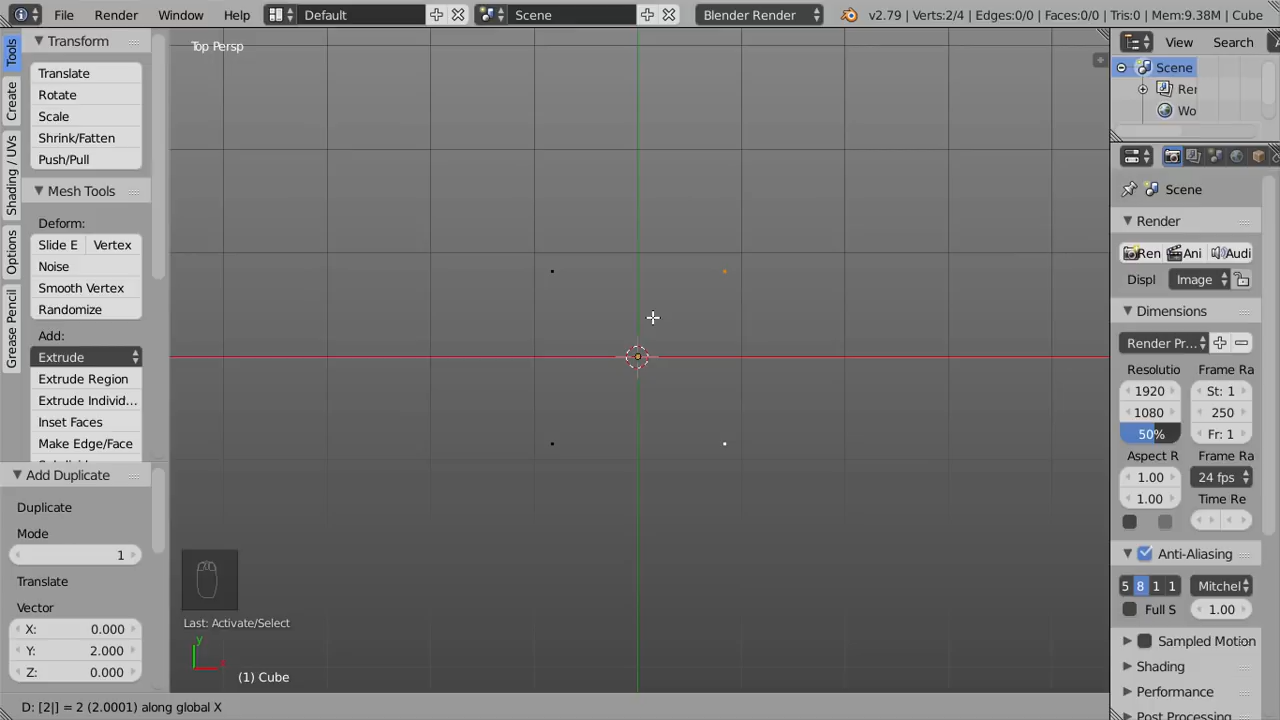 File Render Window Help Default Scene Blender Render v2.79 | Verts:2/4 | Edges:0/0 | Faces:0/0 | Tris:0 | Mem:9.38M | Cube
Tools
Create
Shading / UVs
Options
Grease Pencil
Transform
Translate
Rotate
Scale
Shrink/Fatten
Push/Pull
Mesh Tools
Deform:
Slide E Vertex
Noise
Smooth Vertex
Randomize
Add:
Extrude
Extrude Region
Extrude Individ...
Inset Faces
Make Edge/Face
Add Duplicate
Duplicate
Mode
1
Translate
Vector
X: 0.000
Y: 2.000
Z: 0.000
Top Persp
Last: Activate/Select
y
x
(1) Cube
D: [2|] = 2 (2.0001) along global X
View Search
Scene
Rer
Wo
Scene
Render
Ren Ani Audi
Displ Image
Dimensions
Render Pr...
Resolutio Frame Ra
1920 St: 1
1080 250
50% Fr: 1
Aspect R Frame Ra
1.00 24 fps
1.00 Time Re
Anti-Aliasing
5 8 1 1 Mitchel
Full S 1.00
Sampled Motion
Shading
Performance
Post Processing